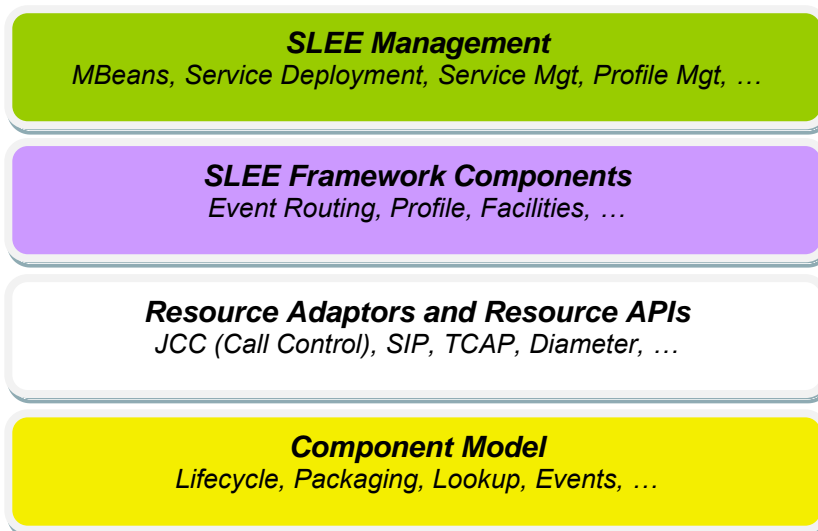 SLEE Management
MBeans, Service Deployment, Service Mgt, Profile Mgt, …
SLEE Framework Components
Event Routing, Profile, Facilities, …
Resource Adaptors and Resource APIs
JCC (Call Control), SIP, TCAP, Diameter, …
Component Model
Lifecycle, Packaging, Lookup, Events, …